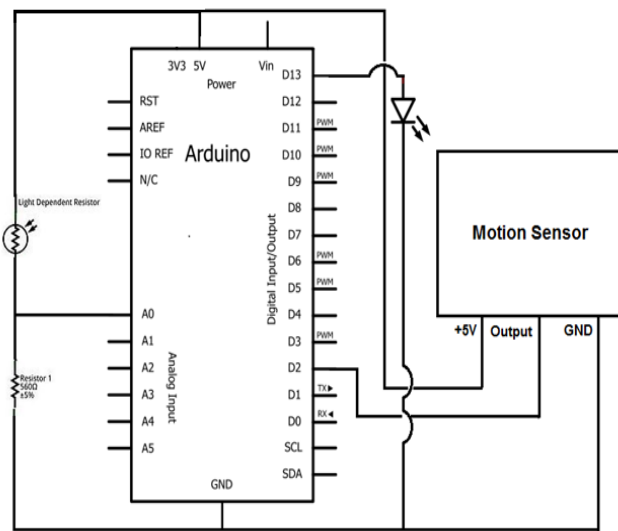 3V3 5V
Vin
Power
Arduino
RST
AREF
IO REF
N/C
A0
A1
A2
A3
A4
A5
Analog Input
GND
Digital Input/Output
D13
D12
D11 PWM
D10 PWM
D9 PWM
D8
D7
D6 PWM
D5 PWM
D4
D3 PWM
D2
D1 TX▶
D0 RX◀
SCL
SDA
Light Dependent Resistor
Resistor 1
560Ω
±5%
Motion Sensor
+5V Output GND